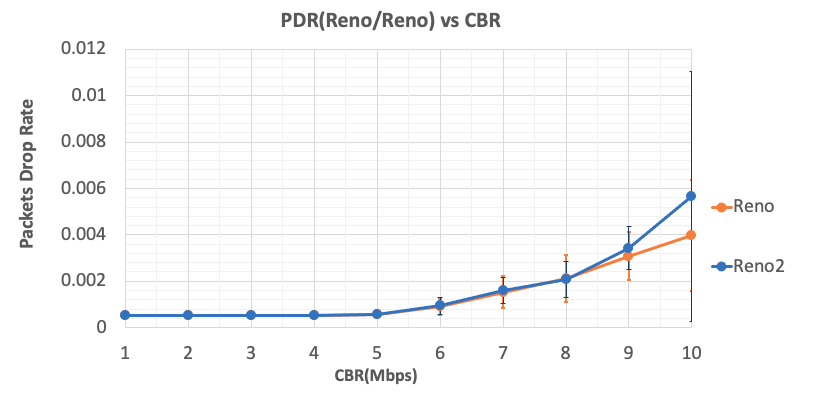 PDR(Reno/Reno) vs CBR
Packets Drop Rate
0.012
0.01
0.008
0.006
0.004
0.002
0
1 2 3 4 5 6 7 8 9 10
CBR(Mbps)
Reno
Reno2